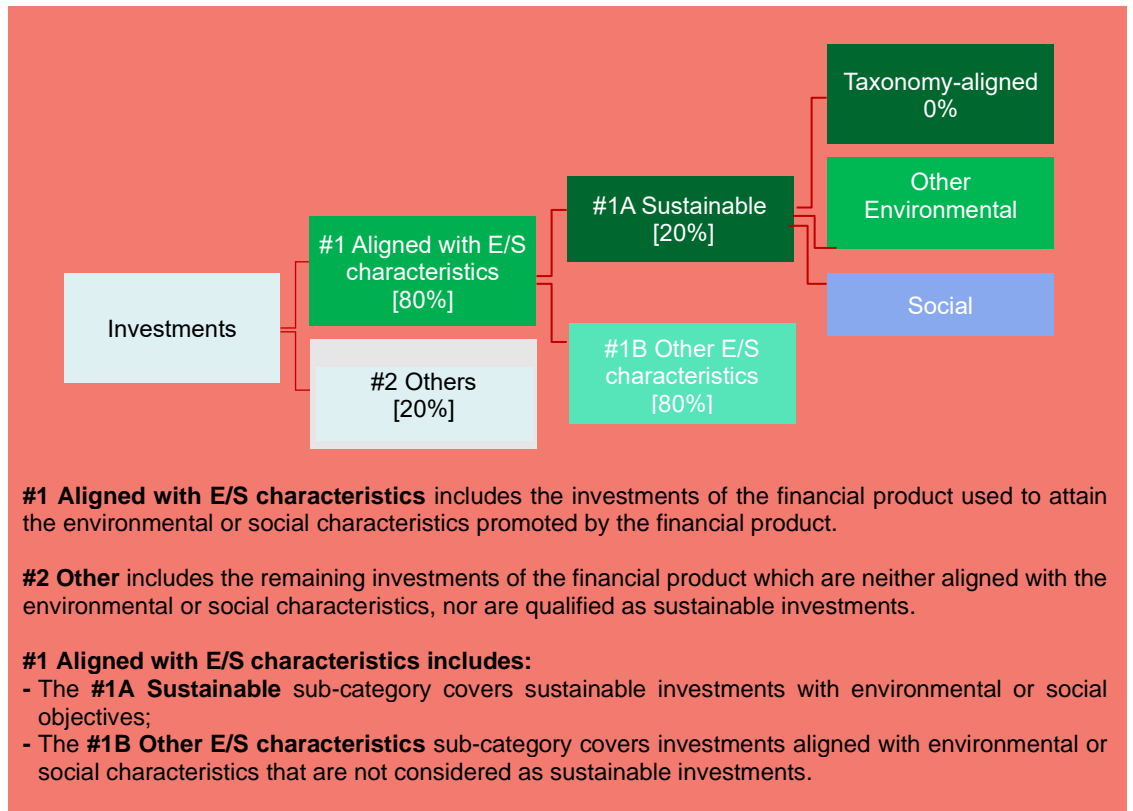 Taxonomy-aligned
0%
Other
Environmental
#1A Sustainable
[20%]
#1 Aligned with E/S
characteristics
[80%]
Social
Investments
#1B Other E/S
characteristics
[80%]
#2 Others
[20%]
#1 Aligned with E/S characteristics includes the investments of the financial product used to attain
the environmental or social characteristics promoted by the financial product.
#2 Other includes the remaining investments of the financial product which are neither aligned with the
environmental or social characteristics, nor are qualified as sustainable investments.
#1 Aligned with E/S characteristics includes:
- The #1A Sustainable sub-category covers sustainable investments with environmental or social
objectives;
- The #1B Other E/S characteristics sub-category covers investments aligned with environmental or
social characteristics that are not considered as sustainable investments.